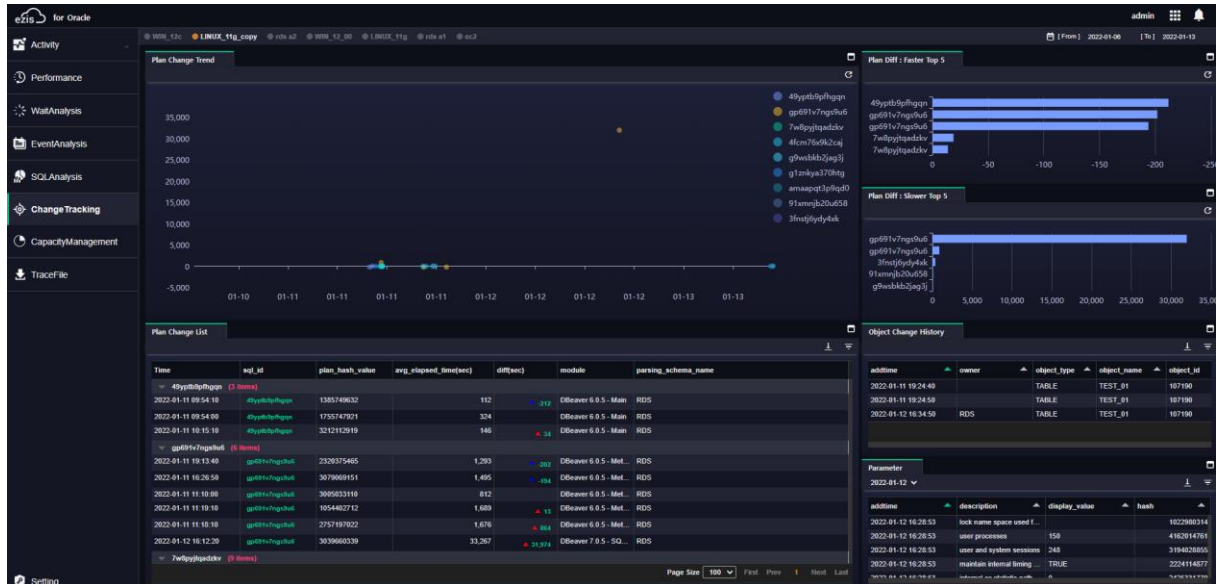 ezis for Oracle
admin
WIN_12c LINUX_11g_copy rds a2 WIN_12_00 LINUX_11g rds a1 ec2
[ From ] 2022-01-06 [ To ] 2022-01-13
Activity
Performance
WaitAnalysis
EventAnalysis
SQLAnalysis
ChangeTracking
CapacityManagement
TraceFile
Setting
Plan Change Trend
35,000
30,000
25,000
20,000
15,000
10,000
5,000
0
-5,000
01-10 01-11 01-11 01-11 01-11 01-12 01-12 01-12 01-12 01-13 01-13
49yptb9pfhgqn
gp691v7ngs9u6
7w8pyjtqadzkv
4fcm76x9k2caj
g9wsbkb2jag3j
g1znkya370htg
amaapqt3p9qd0
91xmnjb20u658
3fnstj6ydy4xk
Plan Diff : Faster Top 5
49yptb9pfhgqn
gp691v7ngs9u6
gp691v7ngs9u6
7w8pyjtqadzkv
7w8pyjtqadzkv
0 -50 -100 -150 -200 -25
Plan Diff : Slower Top 5
gp691v7ngs9u6
gp691v7ngs9u6
3fnstj6ydy4xk
91xmnjb20u658
g9wsbkb2jag3j
0 5,000 10,000 15,000 20,000 25,000 30,000 35,00
Plan Change List
Time sql_id plan_hash_value avg_elapsed_time(sec) diff(sec) module parsing_schema_name
49yptb9pfhgqn (3 items)
2022-01-11 09:54:10 49yptb9pfhgqn 1385749632 112 -212 DBeaver 6.0.5 - Main RDS
2022-01-11 09:54:00 49yptb9pfhgqn 1755747921 324 DBeaver 6.0.5 - Main RDS
2022-01-11 10:15:10 49yptb9pfhgqn 3212112919 146 34 DBeaver 6.0.5 - Main RDS
gp691v7ngs9u6 (6 items)
2022-01-11 19:13:40 gp691v7ngs9u6 2320375465 1,293 -202 DBeaver 6.0.5 - Met... RDS
2022-01-11 16:26:50 gp691v7ngs9u6 3079069151 1,495 -194 DBeaver 6.0.5 - Met... RDS
2022-01-11 11:10:00 gp691v7ngs9u6 3005033110 812 DBeaver 6.0.5 - Met... RDS
2022-01-11 11:19:10 gp691v7ngs9u6 1054402712 1,689 13 DBeaver 6.0.5 - Met... RDS
2022-01-11 11:18:10 gp691v7ngs9u6 2757197022 1,676 864 DBeaver 6.0.5 - Met... RDS
2022-01-12 16:12:20 gp691v7ngs9u6 3039660339 33,267 31,974 DBeaver 7.0.5 - SQ... RDS
7w8pyjtqadzkv (9 items)
Page Size 100 First Prev 1 Next Last
Object Change History
addtime owner object_type object_name object_id
2022-01-11 19:24:40 TABLE TEST_01 107190
2022-01-11 19:24:50 TABLE TEST_01 107190
2022-01-12 16:34:50 RDS TABLE TEST_01 107190
Parameter
2022-01-12
addtime description display_value hash
2022-01-12 16:28:53 lock name space used f... 1022980314
2022-01-12 16:28:53 user processes 150 4162014761
2022-01-12 16:28:53 user and system sessions 248 3194028855
2022-01-12 16:28:53 maintain internal timing ... TRUE 2224114877